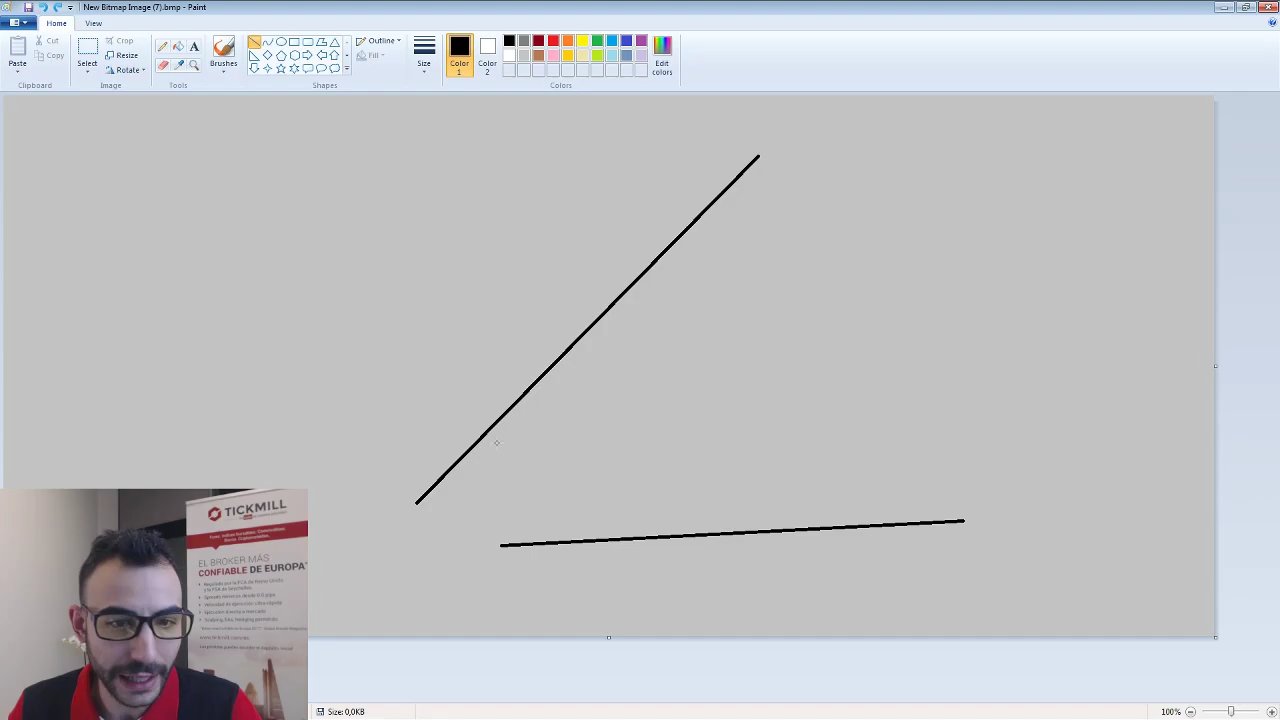 New Bitmap Image (7).bmp - Paint
Home View
Paste
Cut
Copy
Clipboard
Select
Crop
Resize
Rotate
Image
A
Tools
Brushes
Outline
Fill
Shapes
Size
Color
1
Color
2
Edit
colors
Colors
TICKMILL
EL BROKER MÁS
CONFIABLE DE EUROPA
Size: 0,0KB
100%